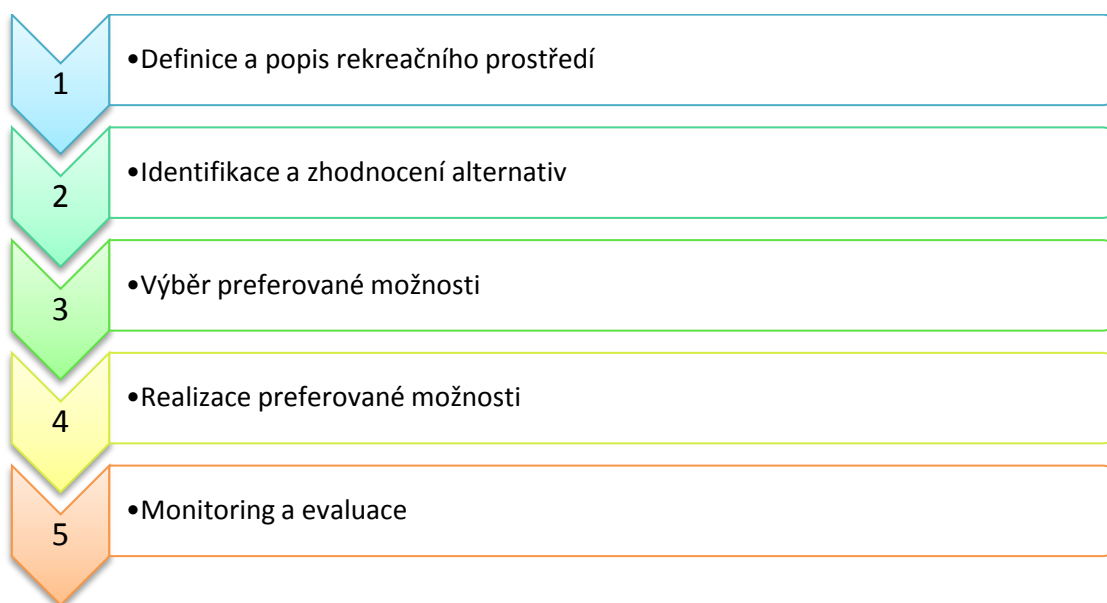 1
•Definice a popis rekreačního prostředí
2
•Identifikace a zhodnocení alternativ
3
•Výběr preferované možnosti
4
•Realizace preferované možnosti
5
•Monitoring a evaluace